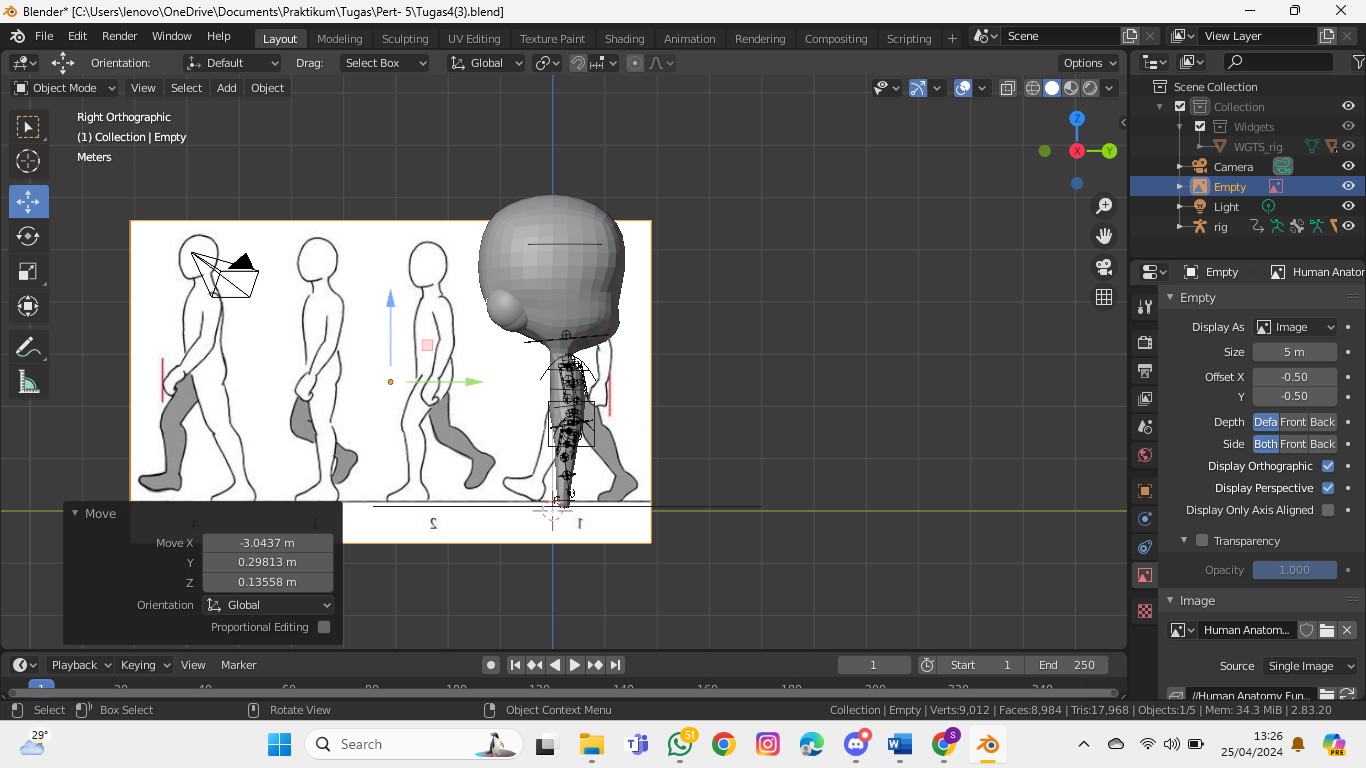 Blender* [C:\Users\lenovo\OneDrive\Documents\Praktikum\Tugas\Pert- 5\Tugas4(3).blend]
File Edit Render Window Help Layout Modeling Sculpting UV Editing Texture Paint Shading Animation Rendering Compositing Scripting + Scene View Layer
Orientation: Default Drag: Select Box Global Options
Object Mode View Select Add Object
Right Orthographic
(1) Collection | Empty
Meters
Z
X
Y
Scene Collection
Collection
Widgets
WGTS_rig
Camera
Empty
Light
rig
Empty Human Anator
Empty
Display As Image
Size 5 m
Offset X -0.50
Y -0.50
Depth Defa Front Back
Side Both Front Back
Display Orthographic
Display Perspective
Display Only Axis Aligned
Transparency
Opacity 1.000
Image
Human Anatom...
Source Single Image
//Human Anatomy Fun...
4 3 2 1
Move
Move X -3.0437 m
Y 0.29813 m
Z 0.13558 m
Orientation Global
Proportional Editing
Playback Keying View Marker 1 Start 1 End 250
1 20 40 60 80 100 120 140 160 180 200 220 240
Select Box Select Rotate View Object Context Menu Collection | Empty | Verts:9,012 | Faces:8,984 | Tris:17,968 | Objects:1/5 | Mem: 34.3 MiB | 2.83.20
29°
Search
51
S
13:26
25/04/2024
PRE